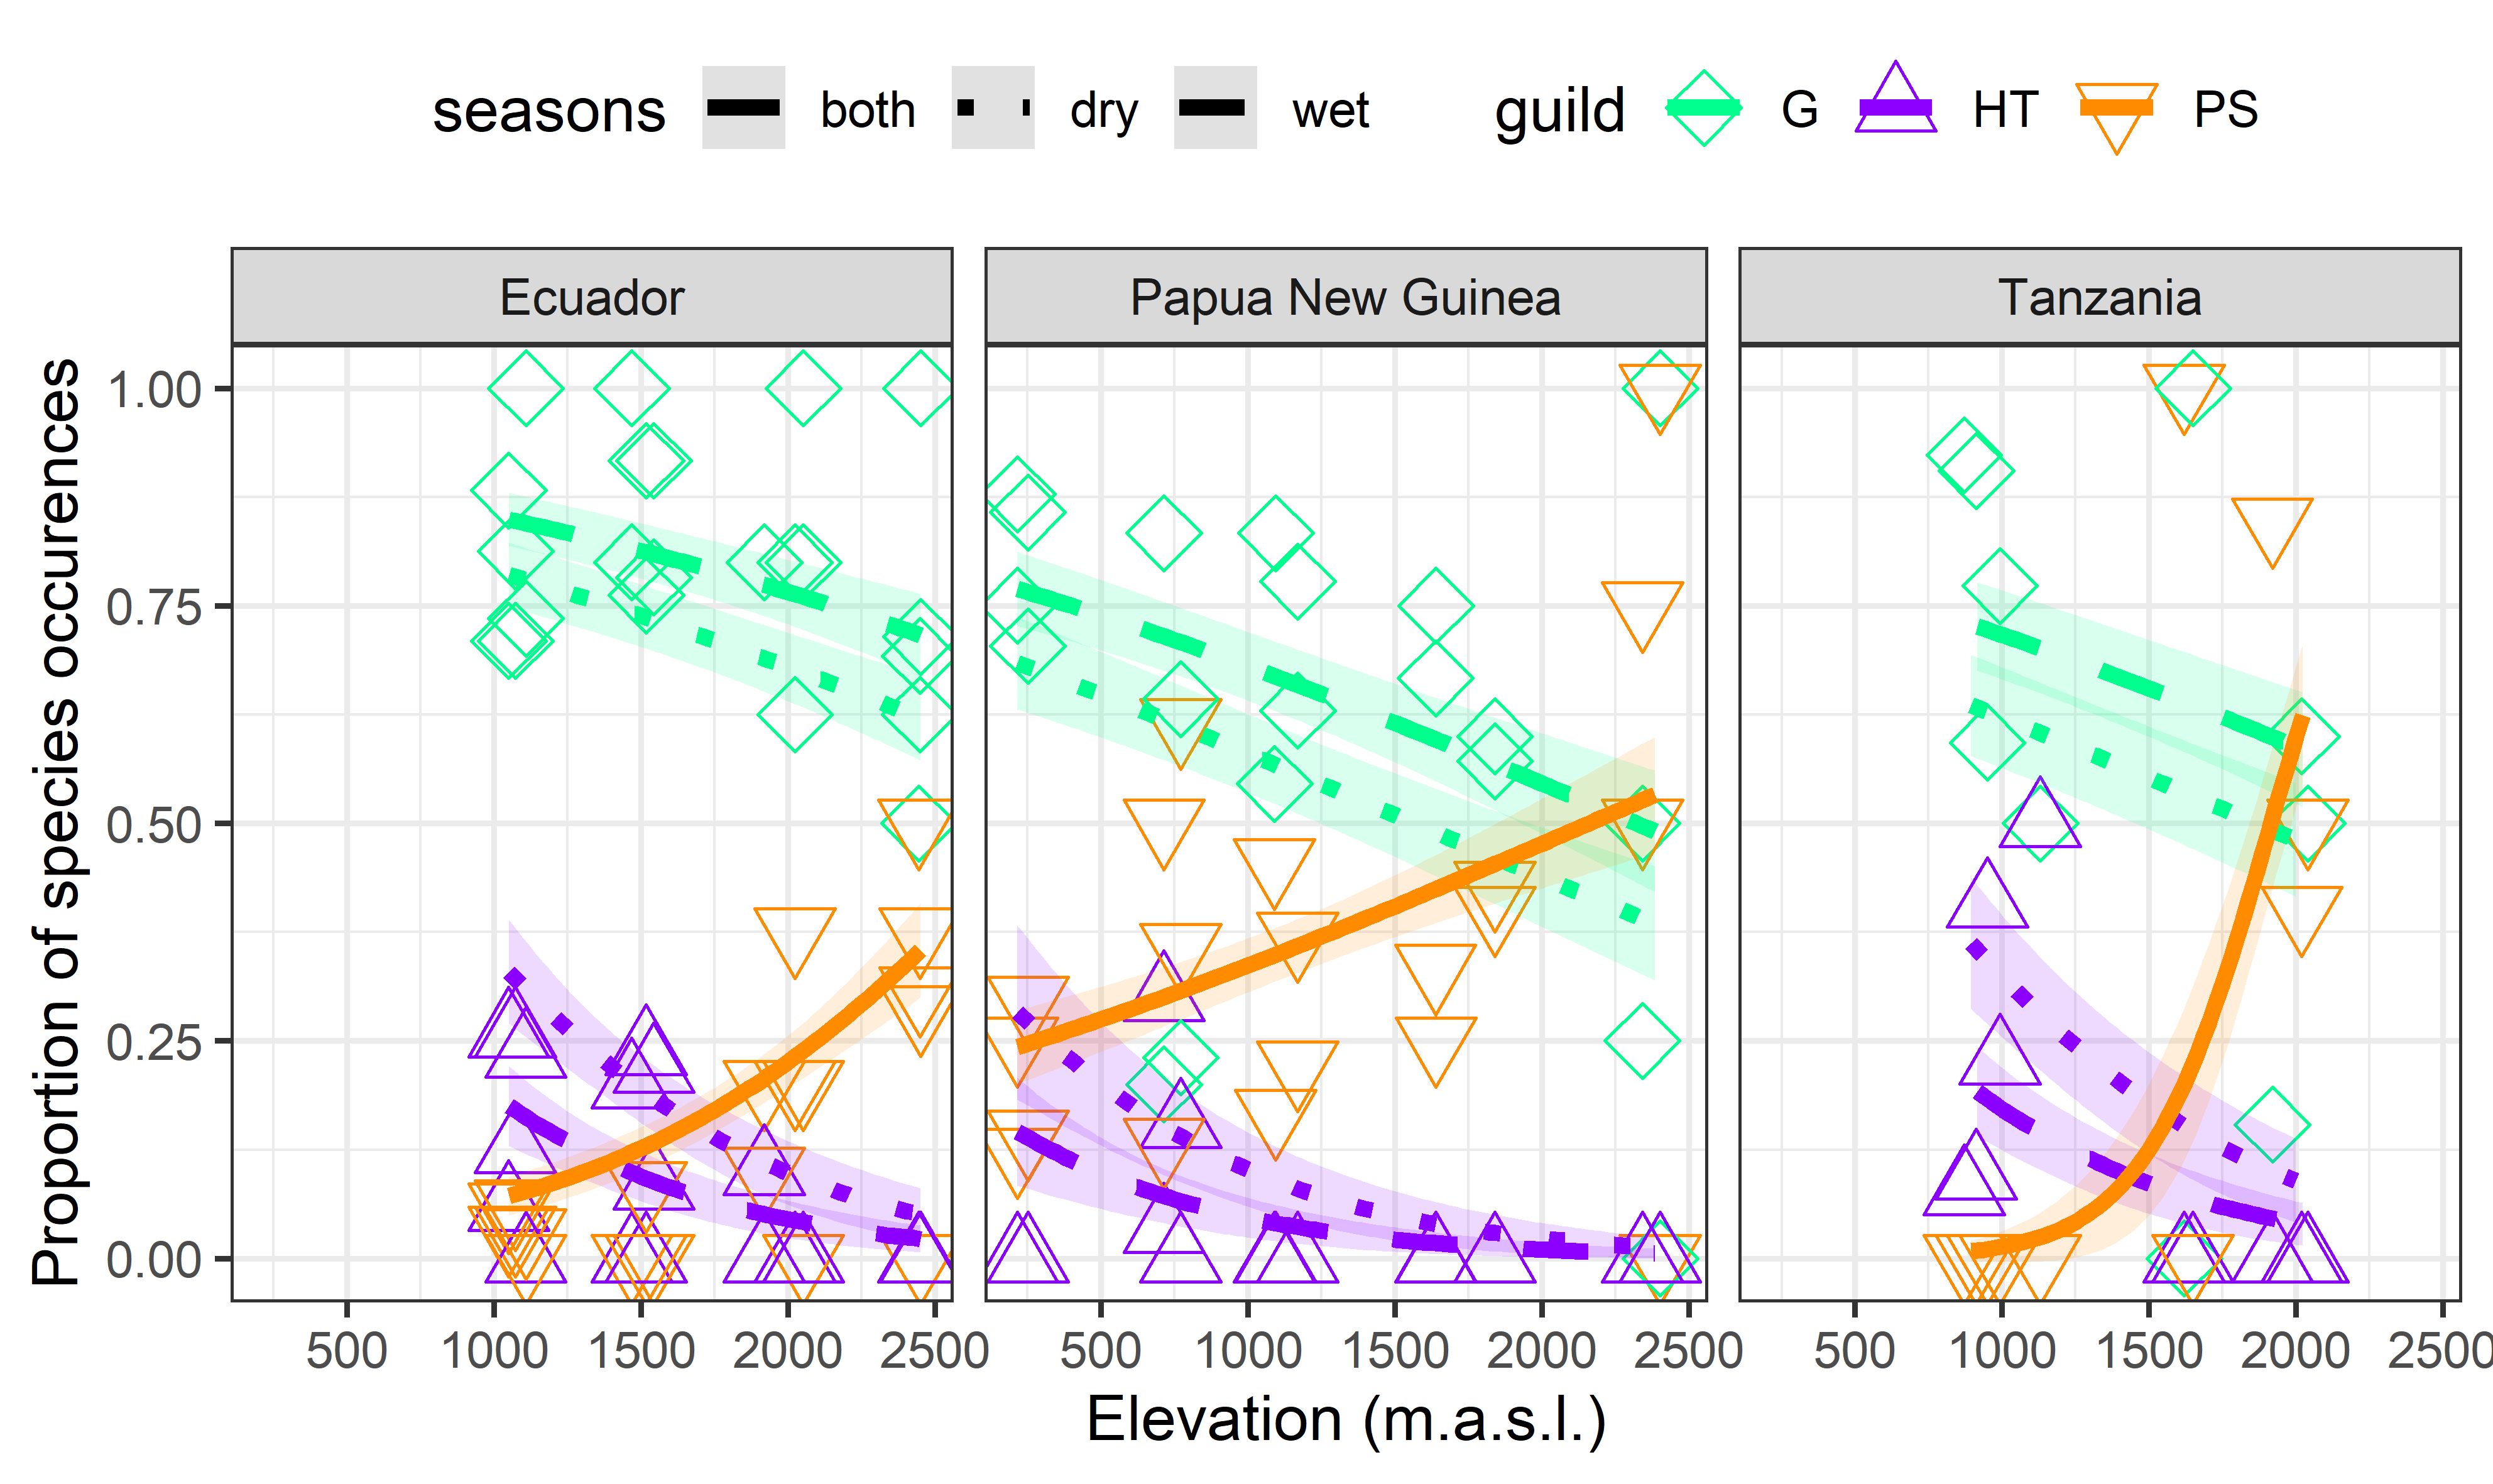 seasons both dry wet guild G HT PS
Ecuador Papua New Guinea Tanzania
Proportion of species occurences
1.00
0.75
0.50
0.25
0.00
500 1000 1500 2000 2500 500 1000 1500 2000 2500 500 1000 1500 2000 2500
Elevation (m.a.s.l.)